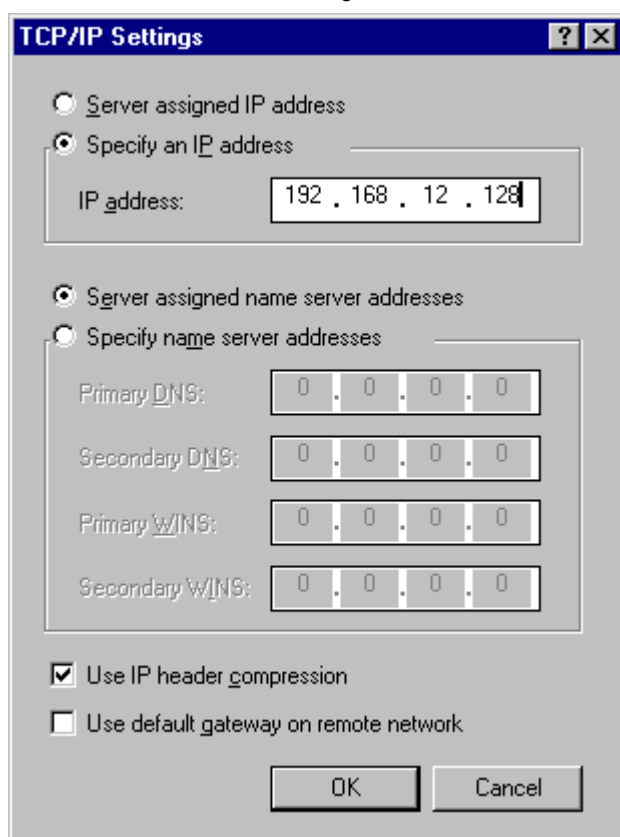 TCP/IP Settings
Server assigned IP address
Specify an IP address
IP address: 192 . 168 . 12 . 128
Server assigned name server addresses
Specify name server addresses
Primary DNS: 0 . 0 . 0 . 0
Secondary DNS: 0 . 0 . 0 . 0
Primary WINS: 0 . 0 . 0 . 0
Secondary WINS: 0 . 0 . 0 . 0
Use IP header compression
Use default gateway on remote network
OK Cancel